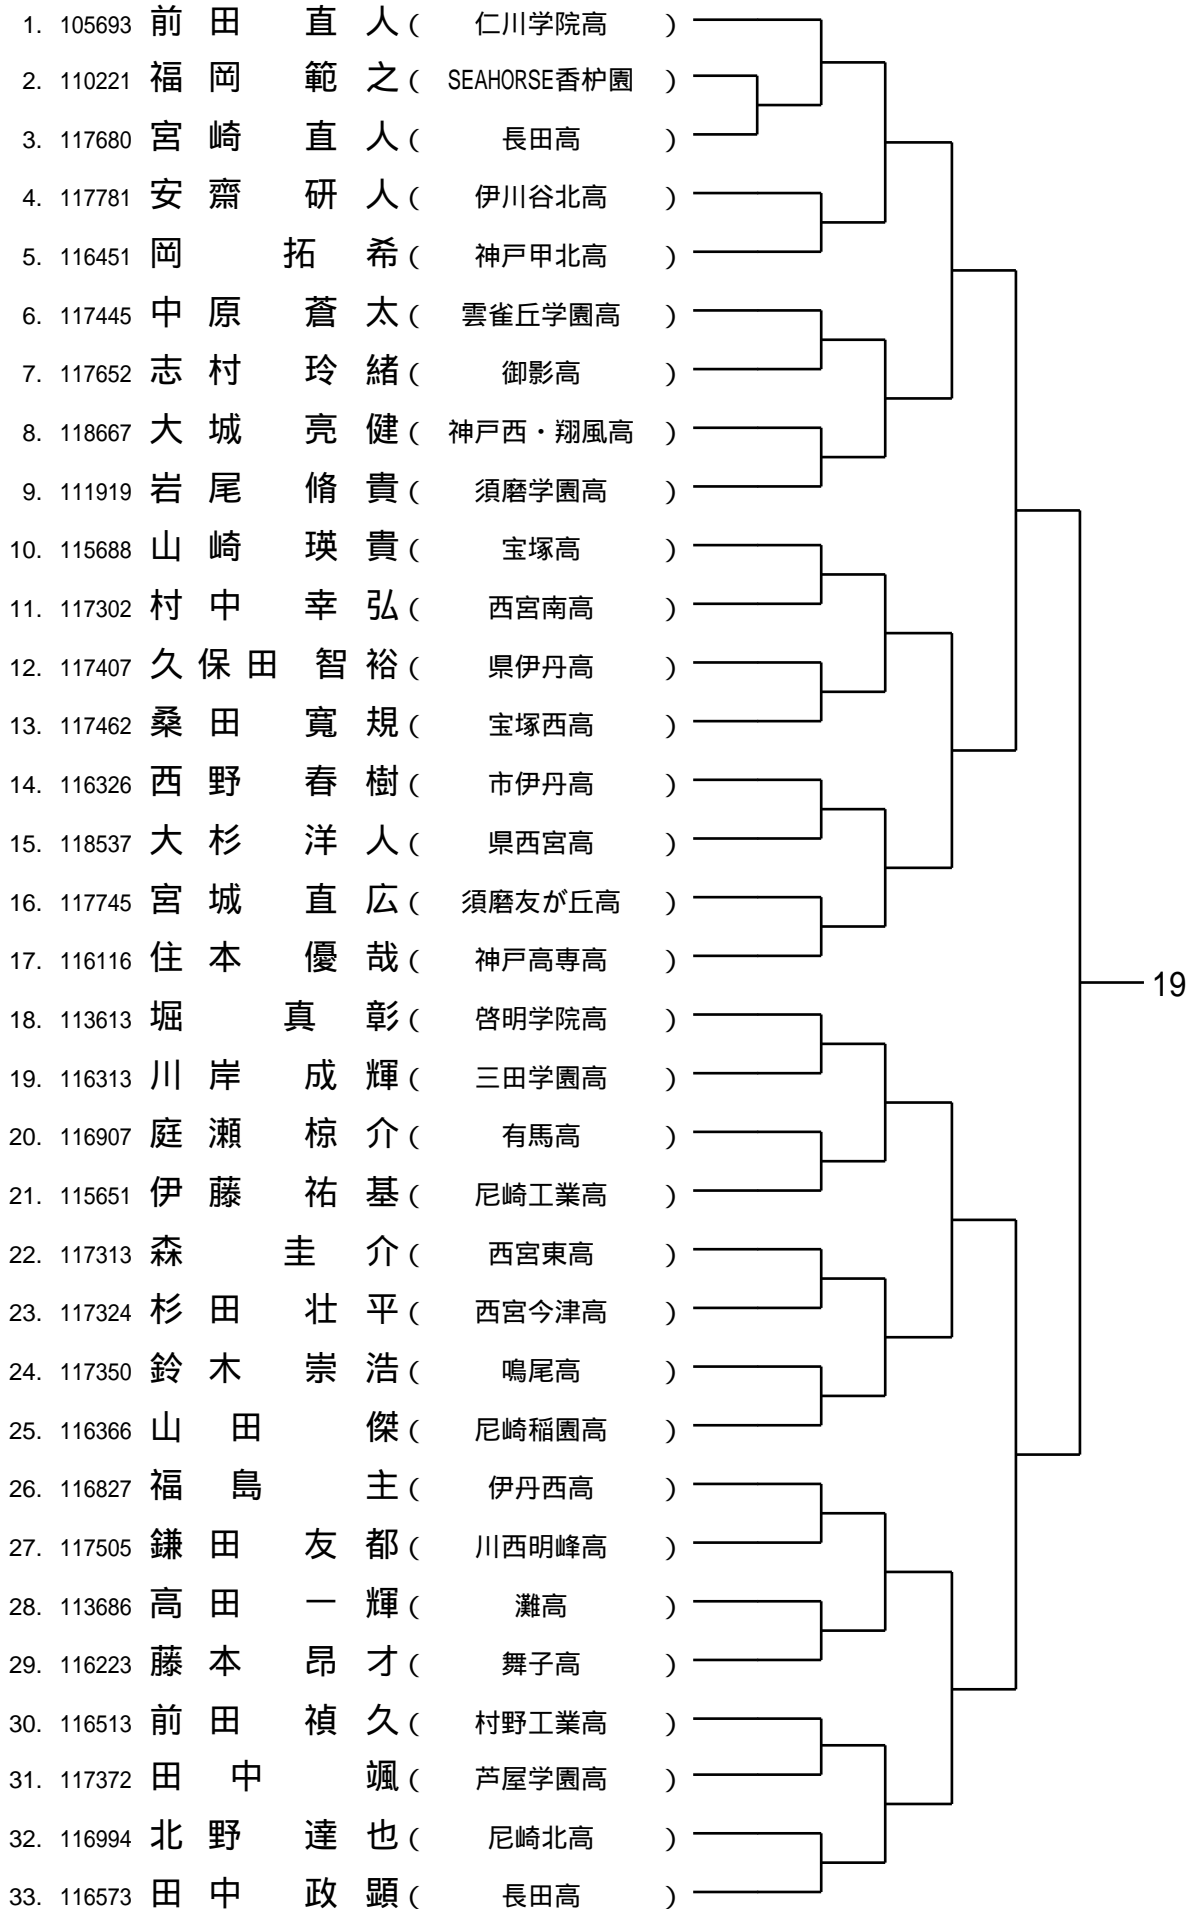 1. 105693 前田 直人 ( 仁川学院高 )
2. 110221 福岡 範之 ( SEAHORSE香枦園 )
3. 117680 宮崎 直人 ( 長田高 )
4. 117781 安齋 研人 ( 伊川谷北高 )
5. 116451 岡 拓希 ( 神戸甲北高 )
6. 117445 中原 蒼太 ( 雲雀丘学園高 )
7. 117652 志村 玲緒 ( 御影高 )
8. 118667 大城 亮健 ( 神戸西・翔風高 )
9. 111919 岩尾 脩貴 ( 須磨学園高 )
10. 115688 山崎 瑛貴 ( 宝塚高 )
11. 117302 村中 幸弘 ( 西宮南高 )
12. 117407 久保田 智裕 ( 県伊丹高 )
13. 117462 桑田 寛規 ( 宝塚西高 )
14. 116326 西野 春樹 ( 市伊丹高 )
15. 118537 大杉 洋人 ( 県西宮高 )
16. 117745 宮城 直広 ( 須磨友が丘高 )
17. 116116 住本 優哉 ( 神戸高専高 )
19
18. 113613 堀 真彰 ( 啓明学院高 )
19. 116313 川岸 成輝 ( 三田学園高 )
20. 116907 庭瀬 椋介 ( 有馬高 )
21. 115651 伊藤 祐基 ( 尼崎工業高 )
22. 117313 森 圭介 ( 西宮東高 )
23. 117324 杉田 壮平 ( 西宮今津高 )
24. 117350 鈴木 崇浩 ( 鳴尾高 )
25. 116366 山田 傑 ( 尼崎稲園高 )
26. 116827 福島 主 ( 伊丹西高 )
27. 117505 鎌田 友都 ( 川西明峰高 )
28. 113686 高田 一輝 ( 灘高 )
29. 116223 藤本 昂才 ( 舞子高 )
30. 116513 前田 禎久 ( 村野工業高 )
31. 117372 田中 颯 ( 芦屋学園高 )
32. 116994 北野 達也 ( 尼崎北高 )
33. 116573 田中 政顕 ( 長田高 )